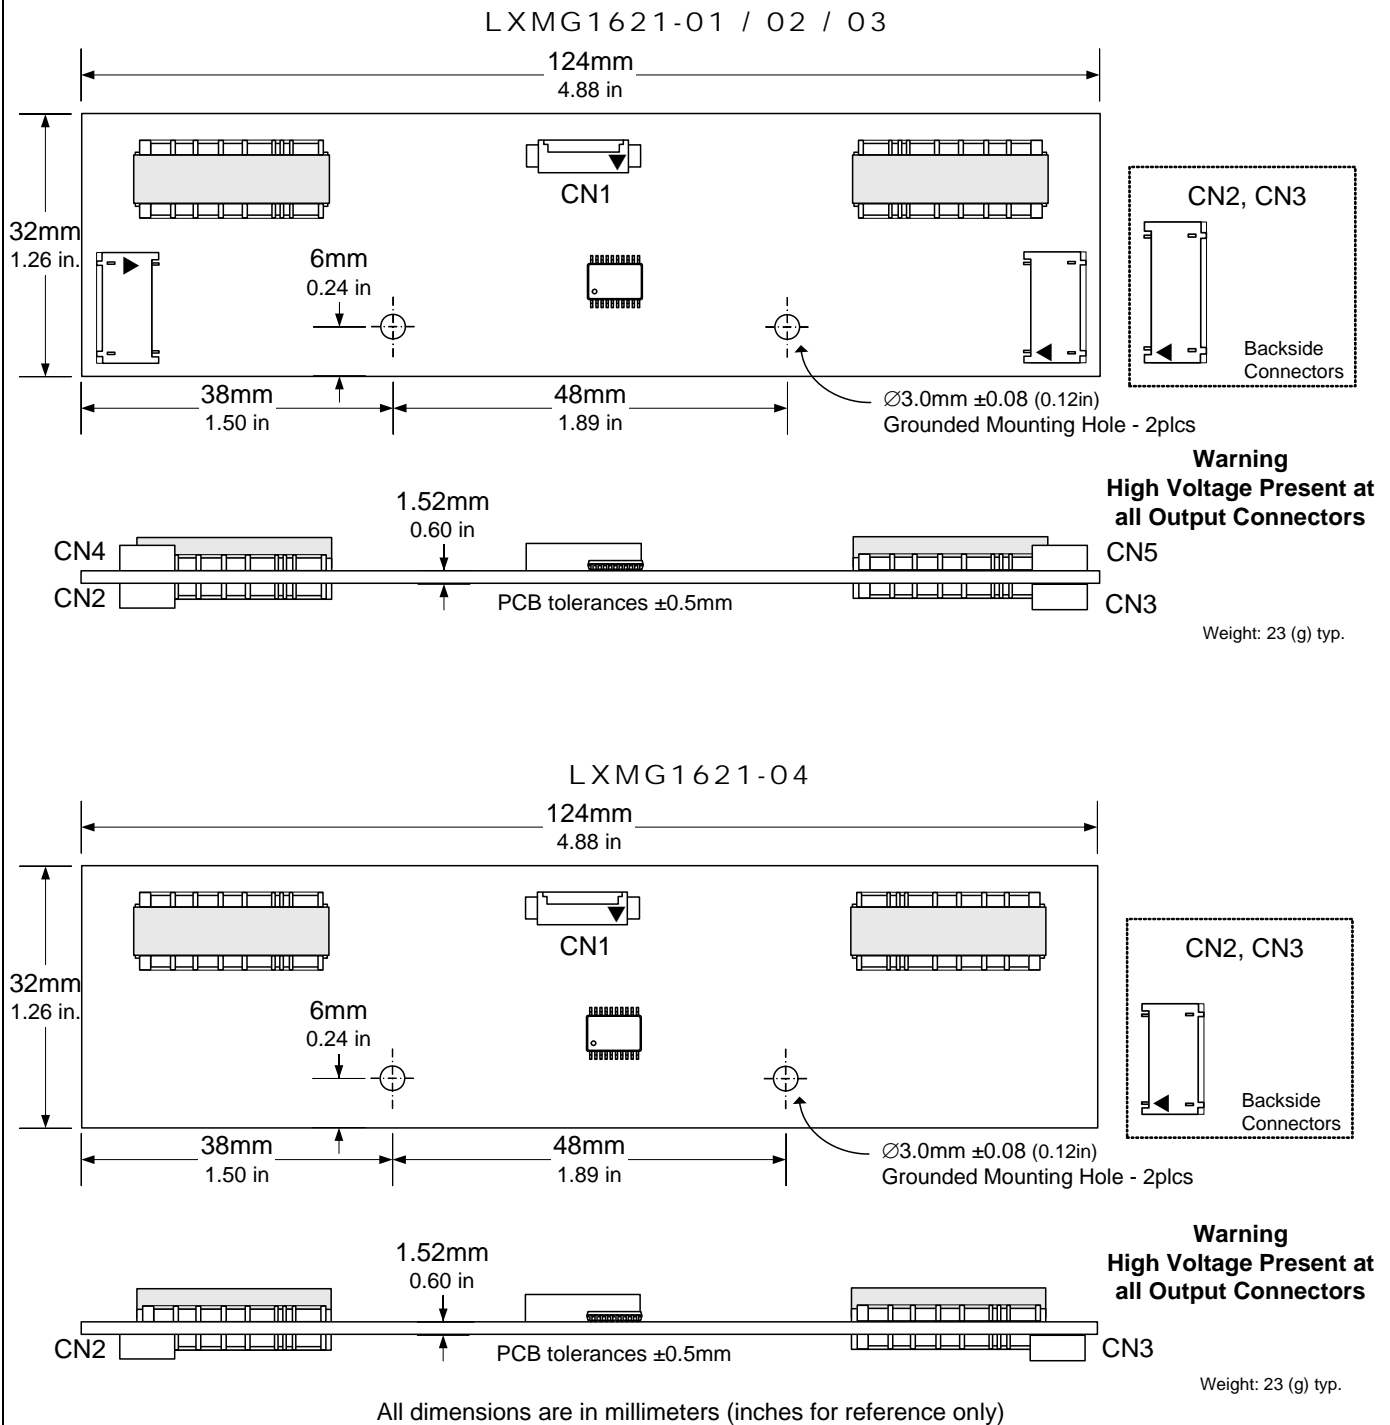 LXMG1621-01 / 02 / 03
124mm
4.88 in
CN1
CN2, CN3
32mm
1.26 in.
6mm
0.24 in
Backside
Connectors
38mm
1.50 in
48mm
1.89 in
∅3.0mm ±0.08 (0.12in)
Grounded Mounting Hole - 2plcs
Warning
High Voltage Present at
all Output Connectors
1.52mm
0.60 in
CN4
CN5
CN2
PCB tolerances ±0.5mm
CN3
Weight: 23 (g) typ.
LXMG1621-04
124mm
4.88 in
CN1
CN2, CN3
32mm
1.26 in.
6mm
0.24 in
Backside
Connectors
38mm
1.50 in
48mm
1.89 in
∅3.0mm ±0.08 (0.12in)
Grounded Mounting Hole - 2plcs
Warning
High Voltage Present at
all Output Connectors
1.52mm
0.60 in
CN2
PCB tolerances ±0.5mm
CN3
Weight: 23 (g) typ.
All dimensions are in millimeters (inches for reference only)